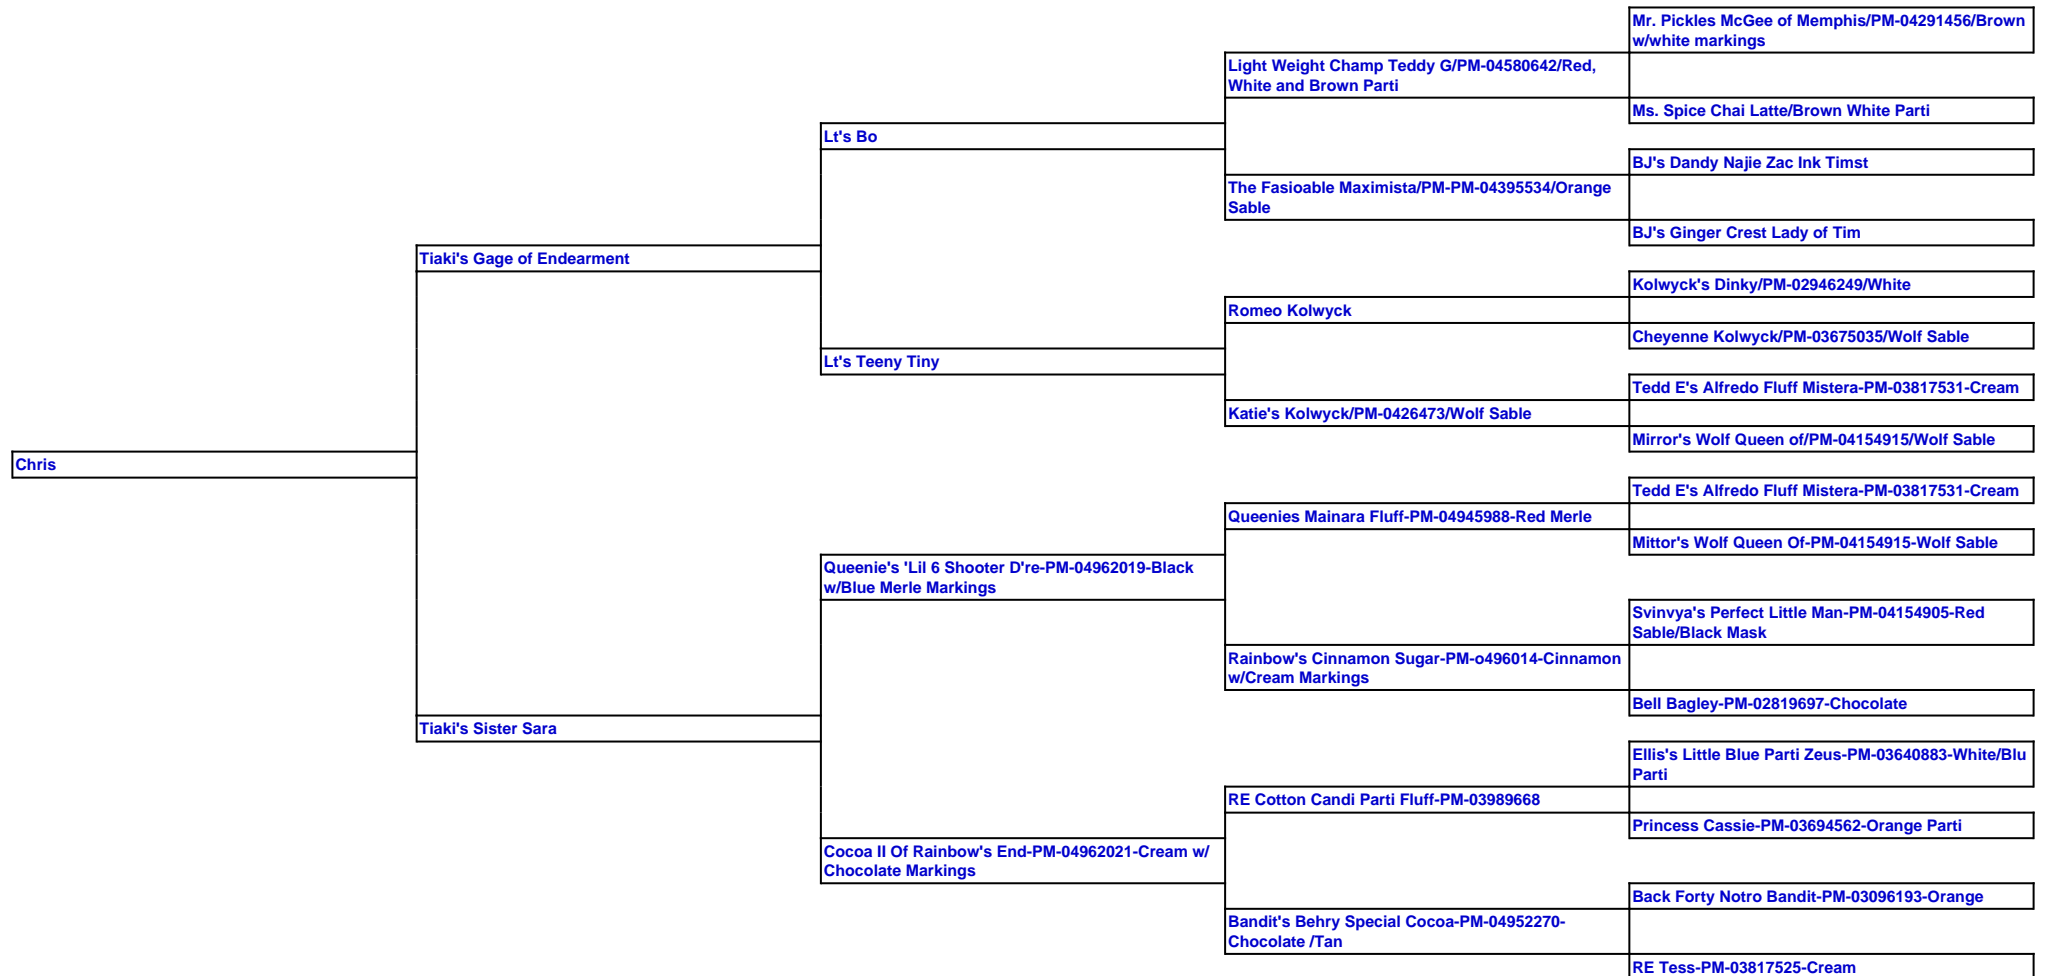 Mr. Pickles McGee of Memphis/PM-04291456/Brown
w/white markings
Light Weight Champ Teddy G/PM-04580642/Red,
White and Brown Parti
Ms. Spice Chai Latte/Brown White Parti
Lt's Bo
BJ's Dandy Najie Zac Ink Timst
The Fasioable Maximista/PM-PM-04395534/Orange
Sable
BJ's Ginger Crest Lady of Tim
Tiaki's Gage of Endearment
Kolwyck's Dinky/PM-02946249/White
Romeo Kolwyck
Cheyenne Kolwyck/PM-03675035/Wolf Sable
Lt's Teeny Tiny
Tedd E's Alfredo Fluff Mistera-PM-03817531-Cream
Katie's Kolwyck/PM-0426473/Wolf Sable
Mirror's Wolf Queen of/PM-04154915/Wolf Sable
Chris
Tedd E's Alfredo Fluff Mistera-PM-03817531-Cream
Queenies Mainara Fluff-PM-04945988-Red Merle
Mittor's Wolf Queen Of-PM-04154915-Wolf Sable
Queenie's 'Lil 6 Shooter D're-PM-04962019-Black
w/Blue Merle Markings
Svinvya's Perfect Little Man-PM-04154905-Red
Sable/Black Mask
Rainbow's Cinnamon Sugar-PM-o496014-Cinnamon
w/Cream Markings
Bell Bagley-PM-02819697-Chocolate
Tiaki's Sister Sara
Ellis's Little Blue Parti Zeus-PM-03640883-White/Blu
Parti
RE Cotton Candi Parti Fluff-PM-03989668
Princess Cassie-PM-03694562-Orange Parti
Cocoa II Of Rainbow's End-PM-04962021-Cream w/
Chocolate Markings
Back Forty Notro Bandit-PM-03096193-Orange
Bandit's Behry Special Cocoa-PM-04952270-
Chocolate /Tan
RE Tess-PM-03817525-Cream